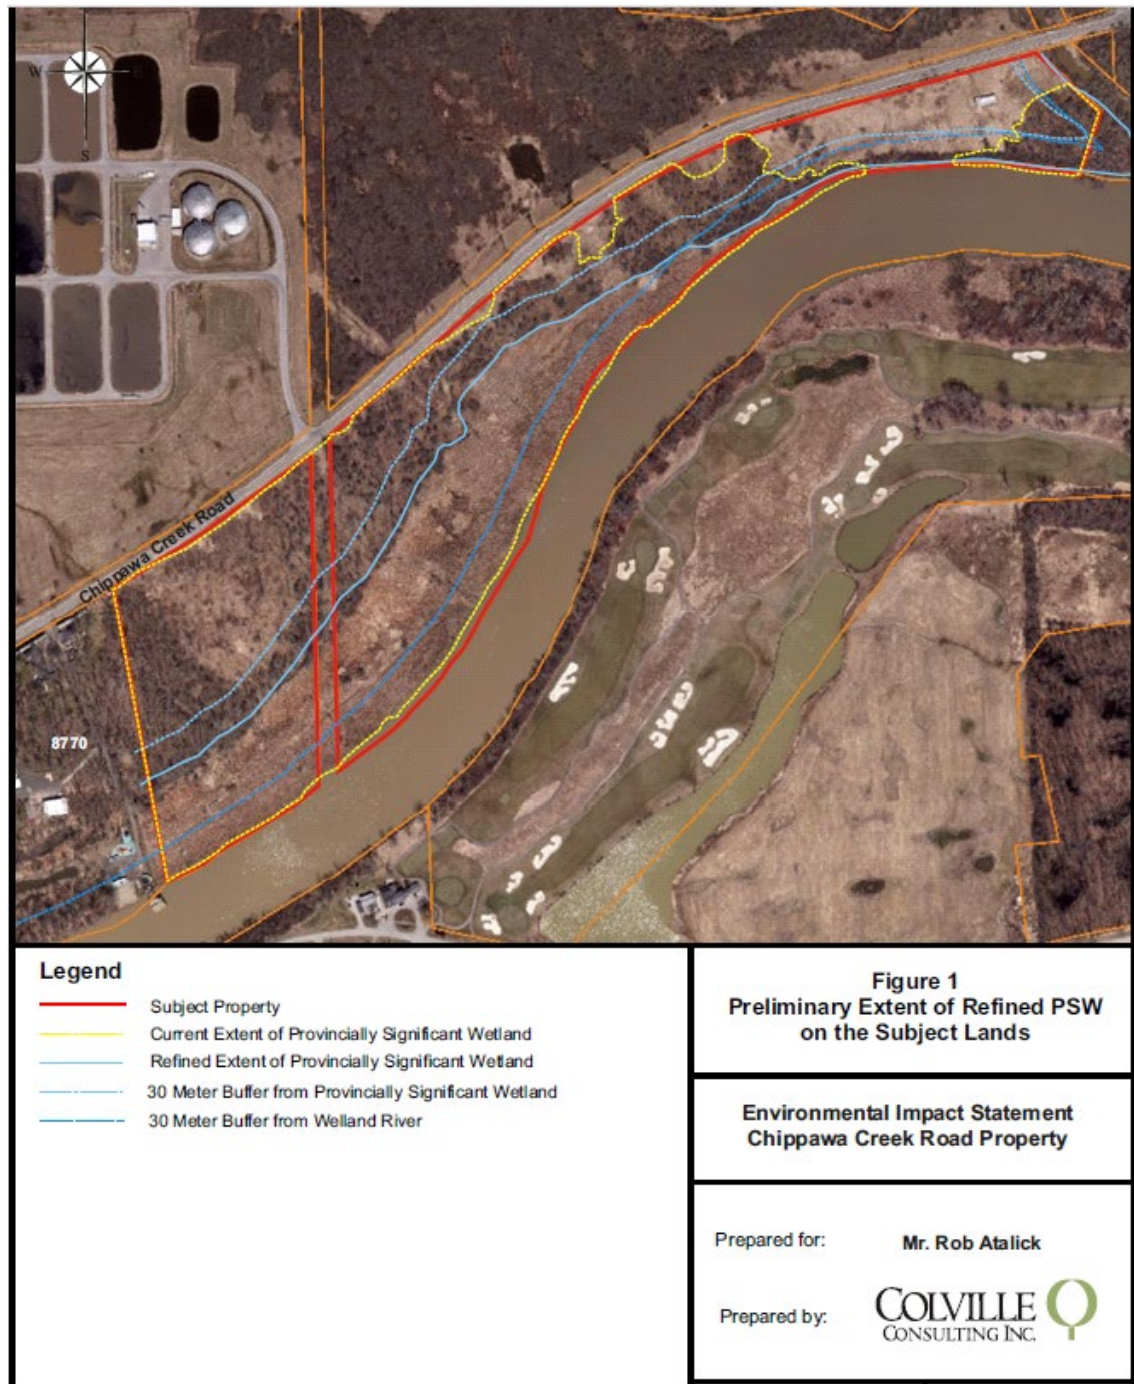 W
S
Chippawa Creek Road
8770
Legend
Subject Property
Current Extent of Provincially Significant Wetland
Refined Extent of Provincially Significant Wetland
30 Meter Buffer from Provincially Significant Wetland
30 Meter Buffer from Welland River
Figure 1
Preliminary Extent of Refined PSW
on the Subject Lands
Environmental Impact Statement
Chippawa Creek Road Property
Prepared for: Mr. Rob Atalick
Prepared by: COLVILLE
CONSULTING INC.